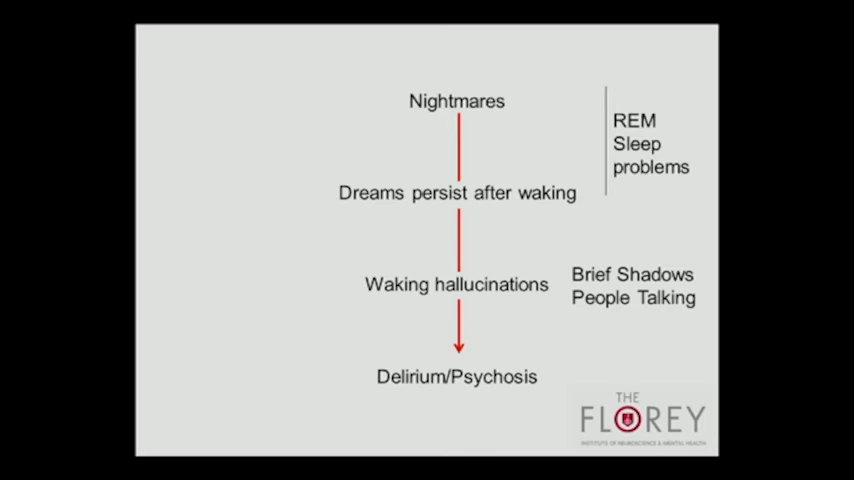 Nightmares
REM
Sleep
problems
Dreams persist after waking
Waking hallucinations
Brief Shadows
People Talking
Delirium/Psychosis
THE
FLOREY
INSTITUTE OF NEUROSCIENCE & MENTAL HEALTH